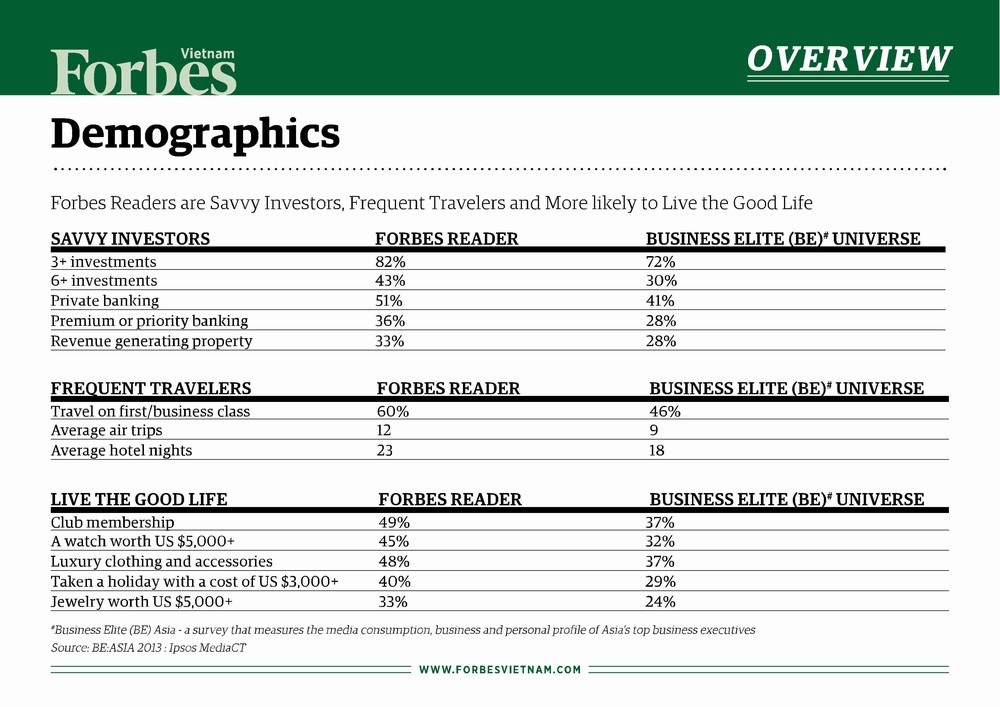 Forbes Vietnam
OVERVIEW
Demographics
Forbes Readers are Savvy Investors, Frequent Travelers and More likely to Live the Good Life
SAVVY INVESTORS FORBES READER BUSINESS ELITE (BE)# UNIVERSE
3+ investments 82% 72%
6+ investments 43% 30%
Private banking 51% 41%
Premium or priority banking 36% 28%
Revenue generating property 33% 28%
FREQUENT TRAVELERS FORBES READER BUSINESS ELITE (BE)# UNIVERSE
Travel on first/business class 60% 46%
Average air trips 12 9
Average hotel nights 23 18
LIVE THE GOOD LIFE FORBES READER BUSINESS ELITE (BE)# UNIVERSE
Club membership 49% 37%
A watch worth US $5,000+ 45% 32%
Luxury clothing and accessories 48% 37%
Taken a holiday with a cost of US $3,000+ 40% 29%
Jewelry worth US $5,000+ 33% 24%
#Business Elite (BE) Asia - a survey that measures the media consumption, business and personal profile of Asia's top business executives
Source: BE:ASIA 2013 : Ipsos MediaCT
WWW.FORBESVIETNAM.COM